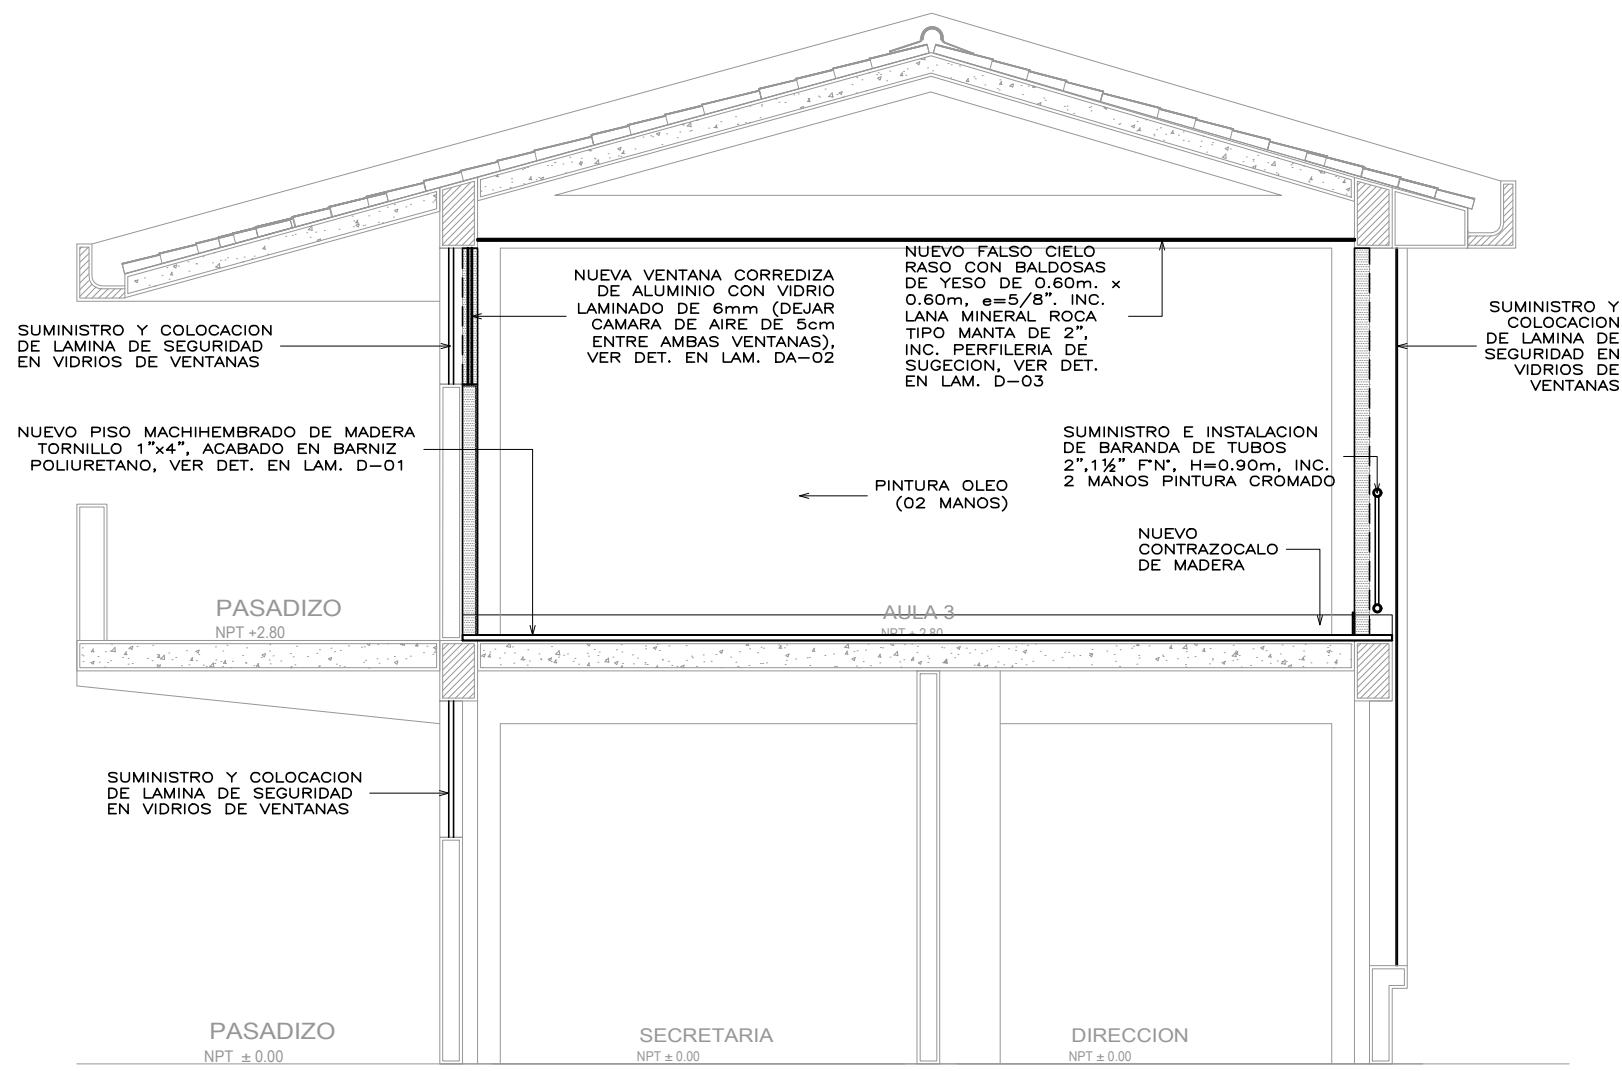 NUEVA VENTANA CORREDIZA
DE ALUMINIO CON VIDRIO
LAMINADO DE 6mm (DEJAR
CAMARA DE AIRE DE 5cm
ENTRE AMBAS VENTANAS),
VER DET. EN LAM. DA-02
NUEVO FALSO CIELO
RASO CON BALDOSAS
DE YESO DE 0.60m. x
0.60m, e=5/8". INC.
LANA MINERAL ROCA
TIPO MANTA DE 2",
INC. PERFILERIA DE
SUGECION, VER DET.
EN LAM. D-03
SUMINISTRO Y
COLOCACION
DE LAMINA DE
SEGURIDAD EN
VIDRIOS DE
VENTANAS
SUMINISTRO Y COLOCACION
DE LAMINA DE SEGURIDAD
EN VIDRIOS DE VENTANAS
NUEVO PISO MACHIHEMBRADO DE MADERA
TORNILLO 1"x4", ACABADO EN BARNIZ
POLIURETANO, VER DET. EN LAM. D-01
SUMINISTRO E INSTALACION
DE BARANDA DE TUBOS
2",1½" F°N°, H=0.90m, INC.
2 MANOS PINTURA CROMADO
PINTURA OLEO
(02 MANOS)
NUEVO
CONTRAZOCALO
DE MADERA
PASADIZO
NPT +2.80
AULA 3
NPT + 2.80
SUMINISTRO Y COLOCACION
DE LAMINA DE SEGURIDAD
EN VIDRIOS DE VENTANAS
PASADIZO
NPT ± 0.00
SECRETARIA
NPT ± 0.00
DIRECCION
NPT ± 0.00